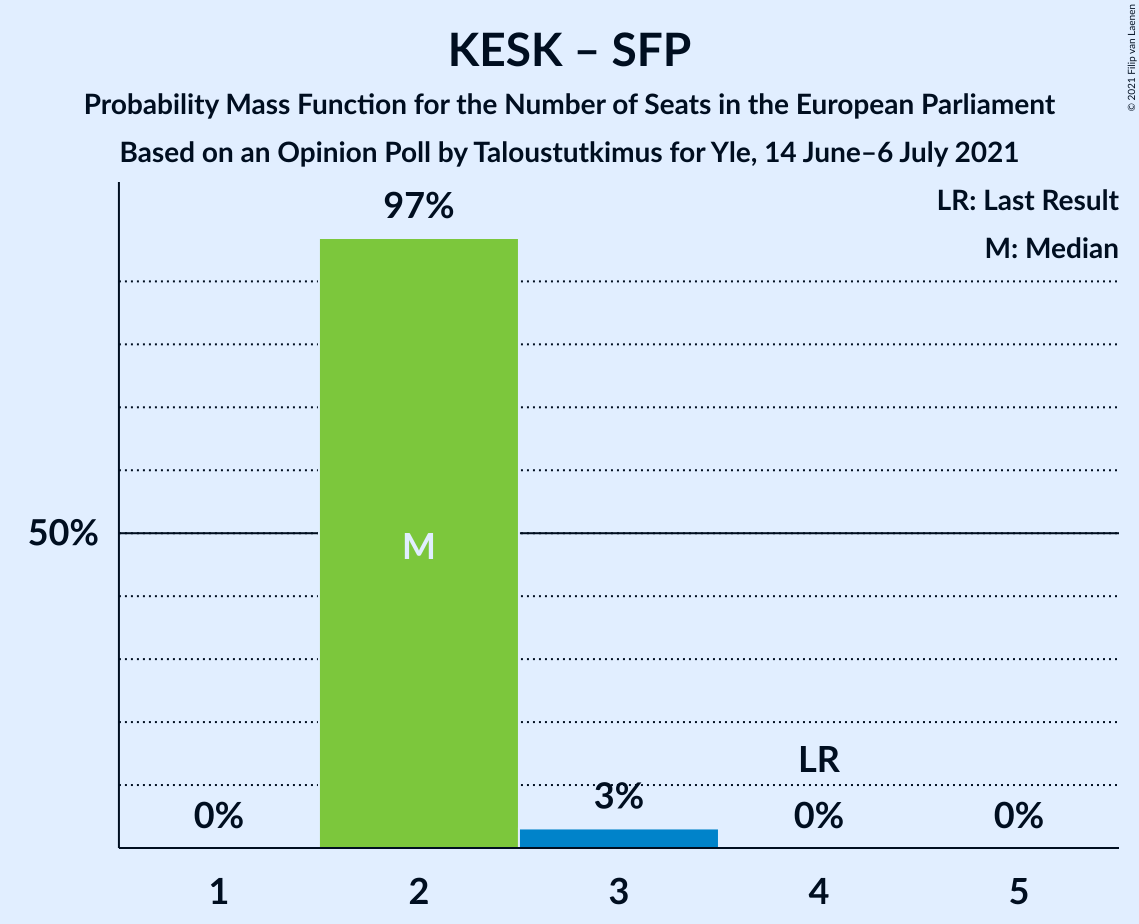 KESK – SFP
Probability Mass Function for the Number of Seats in the European Parliament
Based on an Opinion Poll by Taloustutkimus for Yle, 14 June–6 July 2021
© 2021 Filip van Laenen
LR: Last Result
M: Median
97%
50%
M
LR
0%
3%
0%
0%
1
2
3
4
5